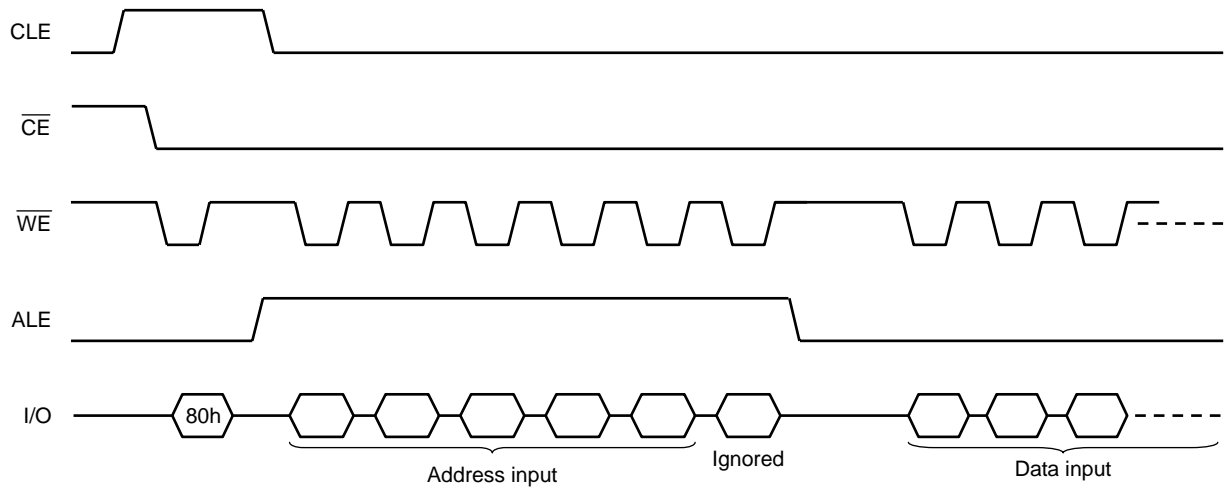 CLE
CE
WE
ALE
I/O
80h
Address input
Ignored
Data input